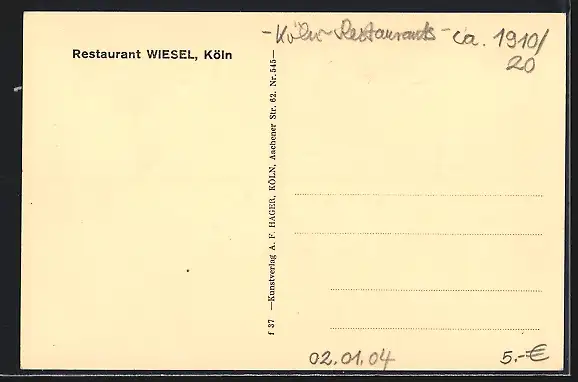 Restaurant WIESEL, Köln
f 37 —Kunstverlag A. F. HAGER, KÖLN, Aachener Str. 62. Nr. 545—
-Köln-Restaurants- ca. 1910/
20
02.01.04
5.-€